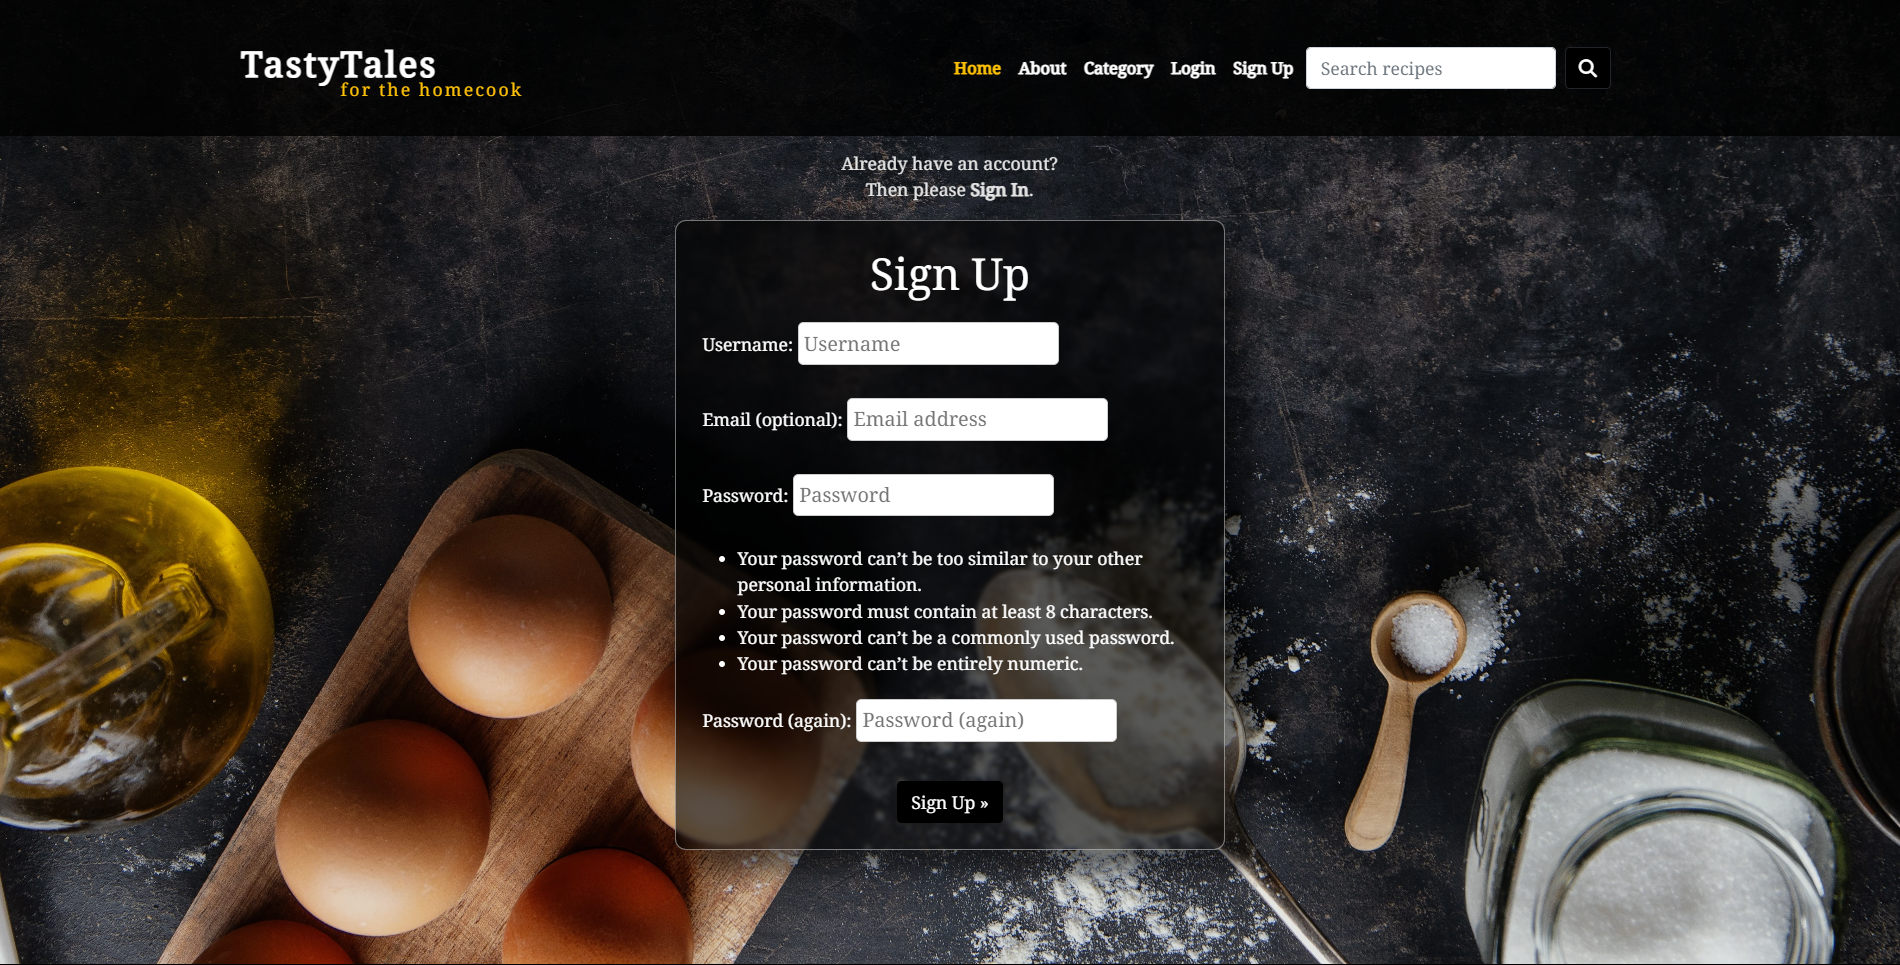 TastyTales
for the homecook
Home About Category Login Sign Up Search recipes
Already have an account?
Then please Sign In.
Sign Up
Username: Username
Email (optional): Email address
Password: Password
• Your password can’t be too similar to your other
personal information.
• Your password must contain at least 8 characters.
• Your password can’t be a commonly used password.
• Your password can’t be entirely numeric.
Password (again): Password (again)
Sign Up »